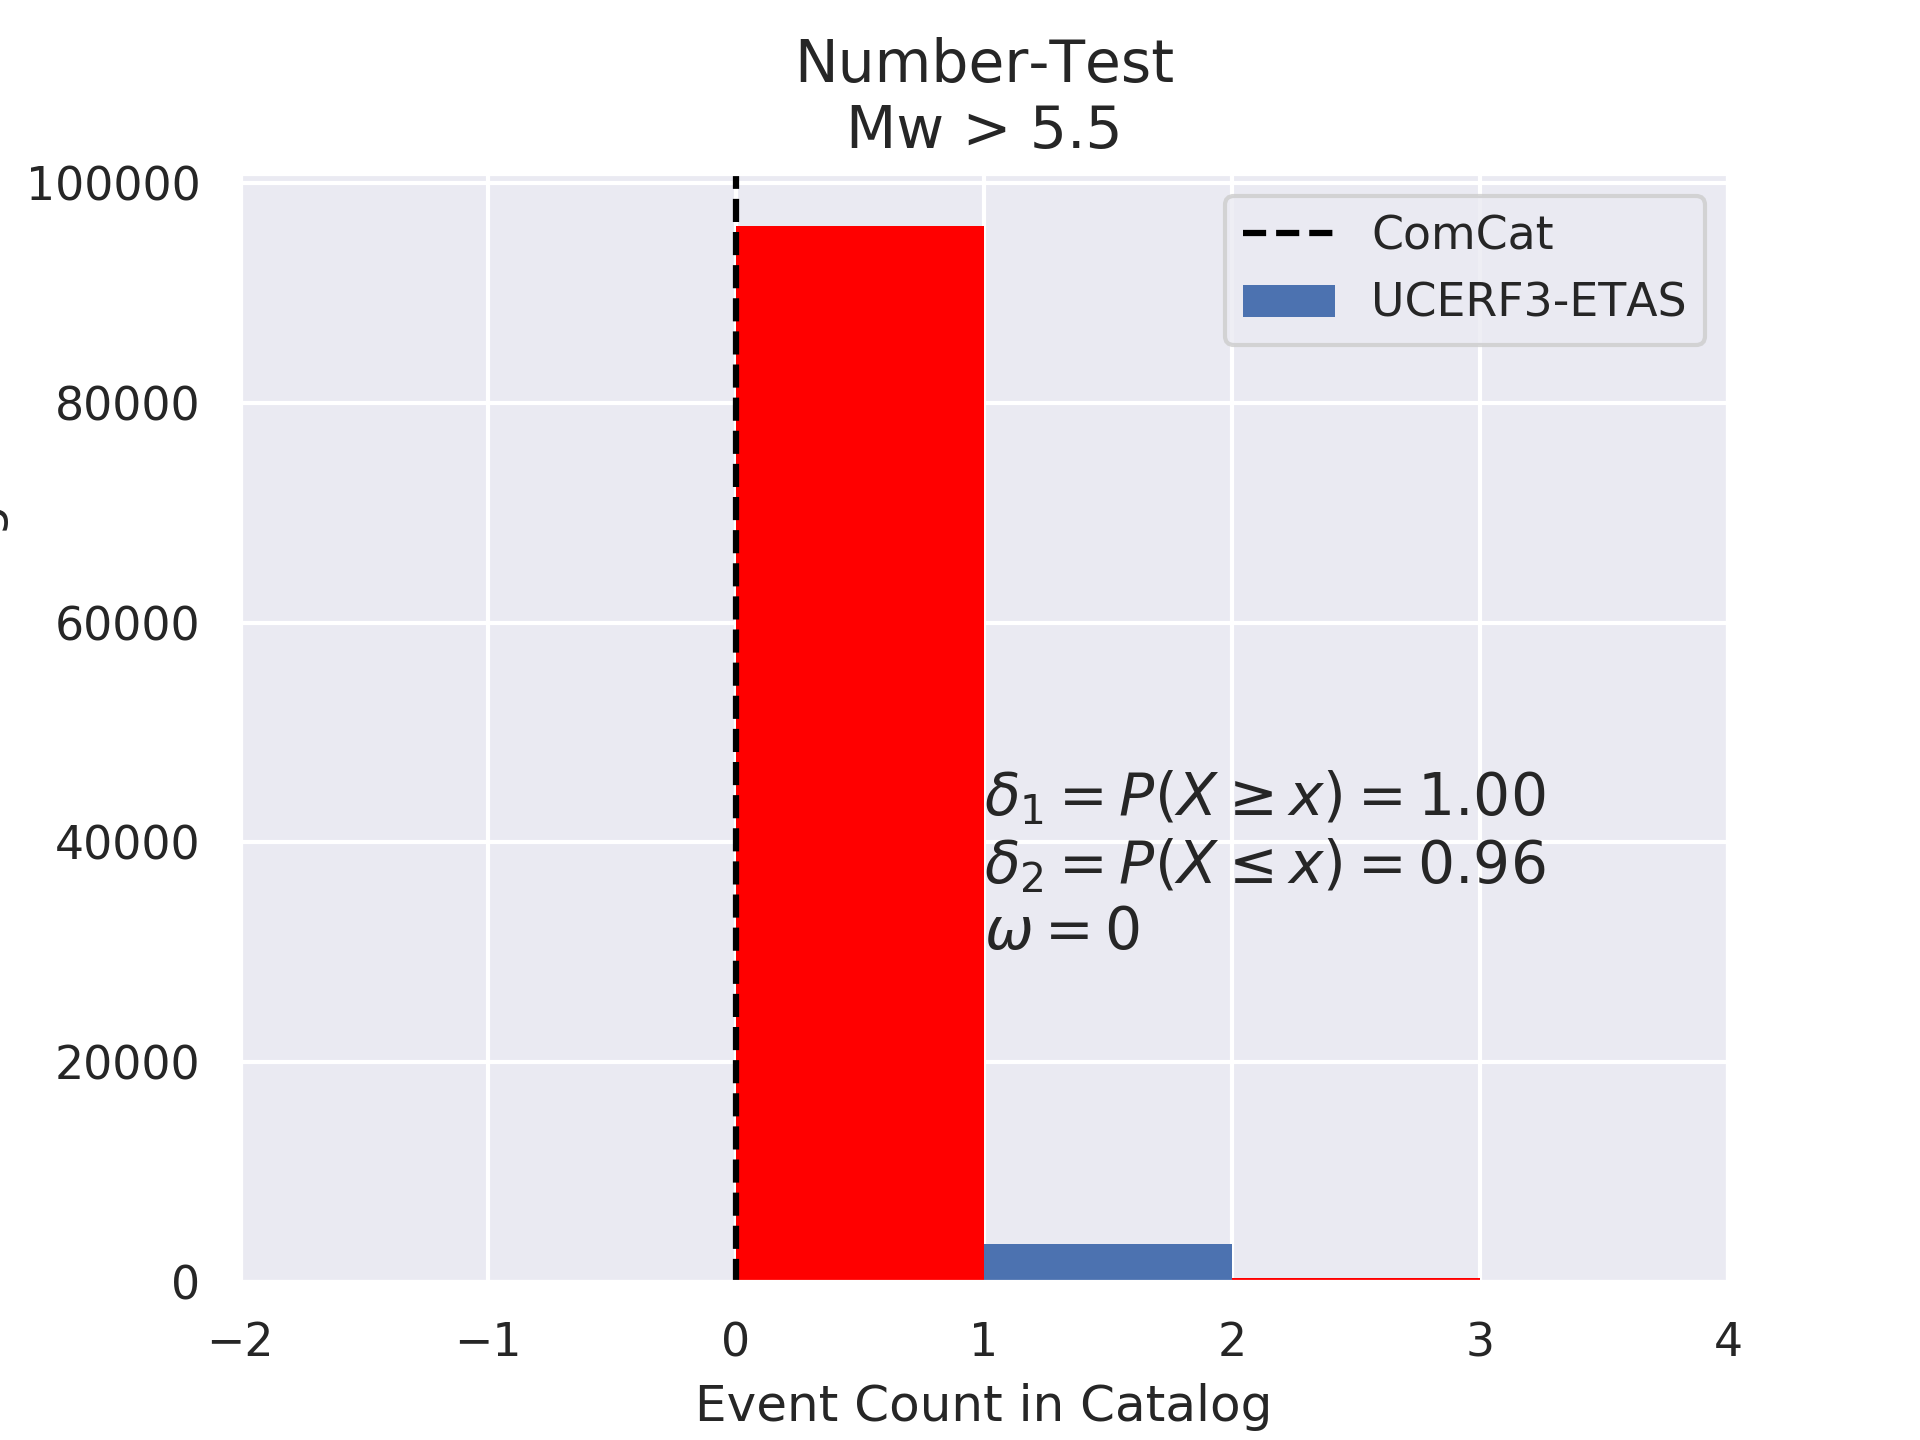 Number-Test
Mw > 5.5
100000
80000
60000
40000
20000
0
ComCat
UCERF3-ETAS
δ₁ = P(X ≥ x) = 1.00
δ₂ = P(X ≤ x) = 0.96
ω = 0
−2 −1 0 1 2 3 4
Event Count in Catalog